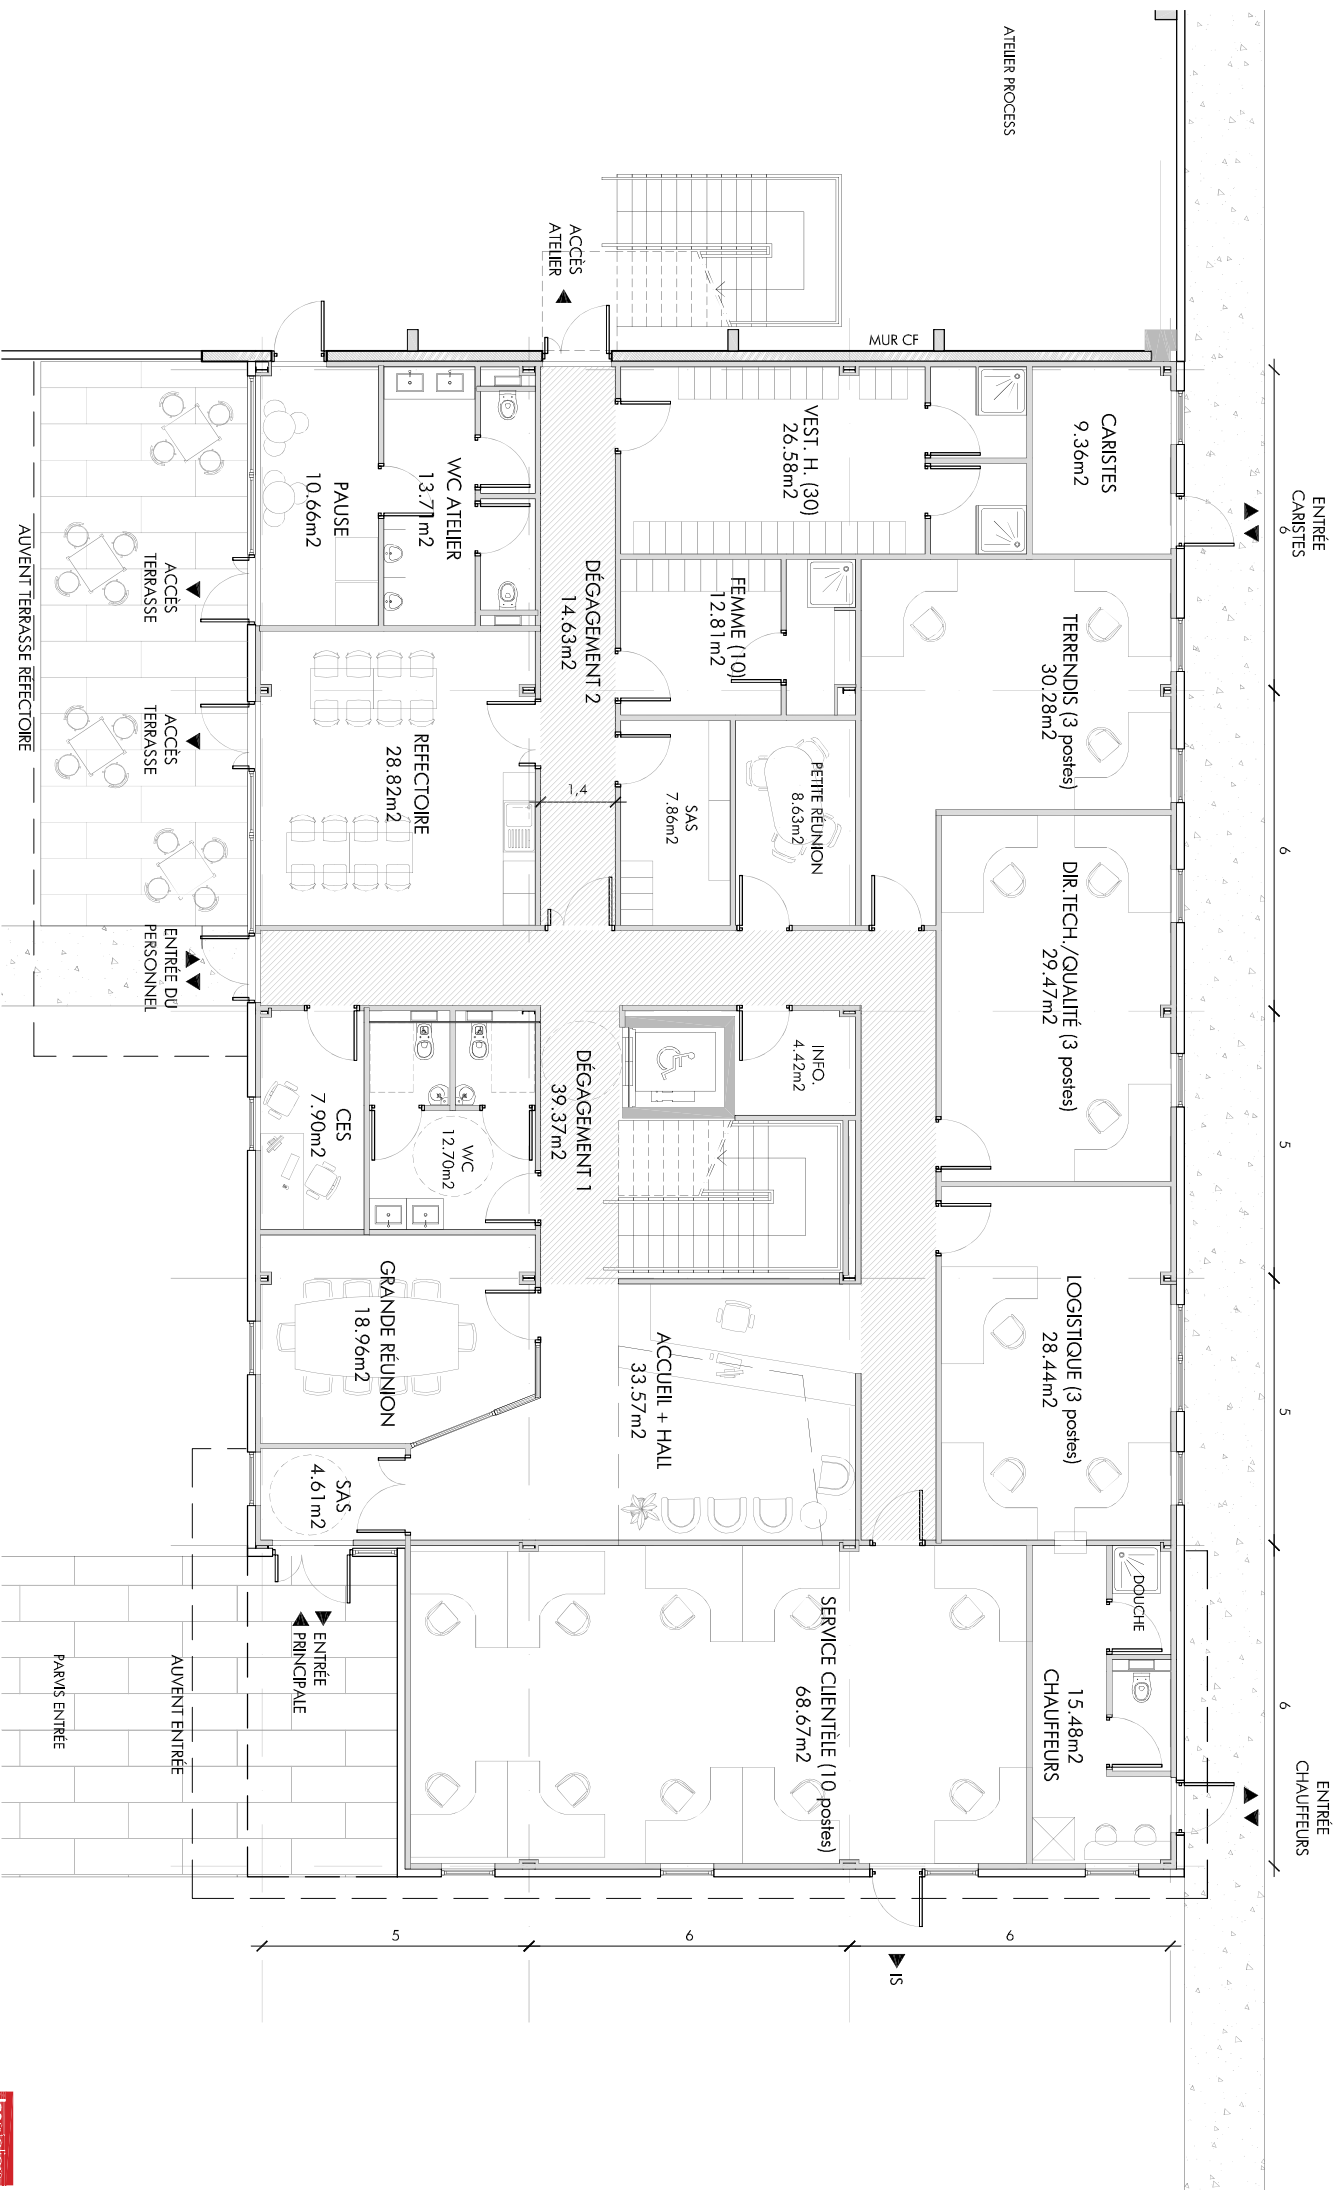 ATELIER PROCESS
ENTRÉE
CARISTES
6
6
5
5
6
ENTRÉE
CHAUFFEURS
ACCÈS
ATELIER
MUR CF
CARISTES
9.36m2
VEST. H. (30)
26.58m2
TERRENDIS (3 postes)
30.28m2
DIR.TECH./QUALITÉ (3 postes)
29.47m2
LOGISTIQUE (3 postes)
28.44m2
DOUCHE
15.48m2
CHAUFFEURS
FEMME (10)
12.81m2
PETITE RÉUNION
8.63m2
SAS
7.86m2
INFO.
4.42m2
SERVICE CLIENTÈLE (10 postes)
68.67m2
ACCUEIL + HALL
33.57m2
DÉGAGEMENT 2
14.63m2
1,4
DÉGAGEMENT 1
39.37m2
WC ATELIER
13.71m2
PAUSE
10.66m2
REFECTOIRE
28.82m2
WC
12.70m2
CES
7.90m2
GRANDE RÉUNION
18.96m2
SAS
4.61m2
ACCÈS
TERRASSE
ACCÈS
TERRASSE
ENTRÉE DU
PERSONNEL
ENTRÉE
PRINCIPALE
AUVENT TERRASSE RÉFECTOIRE
AUVENT ENTRÉE
PARVIS ENTRÉE
IS
6
6
5